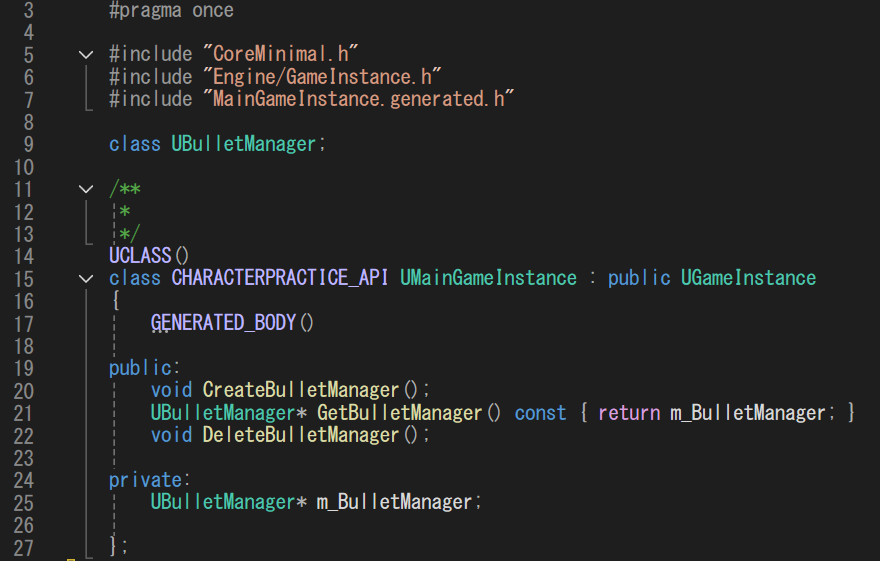 3 #pragma once
4
5 #include "CoreMinimal.h"
6 #include "Engine/GameInstance.h"
7 #include "MainGameInstance.generated.h"
8
9 class UBulletManager;
10
11 /**
12 *
13 */
14 UCLASS()
15 class CHARACTERPRACTICE_API UMainGameInstance : public UGameInstance
16 {
17 GENERATED_BODY()
18
19 public:
20 void CreateBulletManager();
21 UBulletManager* GetBulletManager() const { return m_BulletManager; }
22 void DeleteBulletManager();
23
24 private:
25 UBulletManager* m_BulletManager;
26
27 };